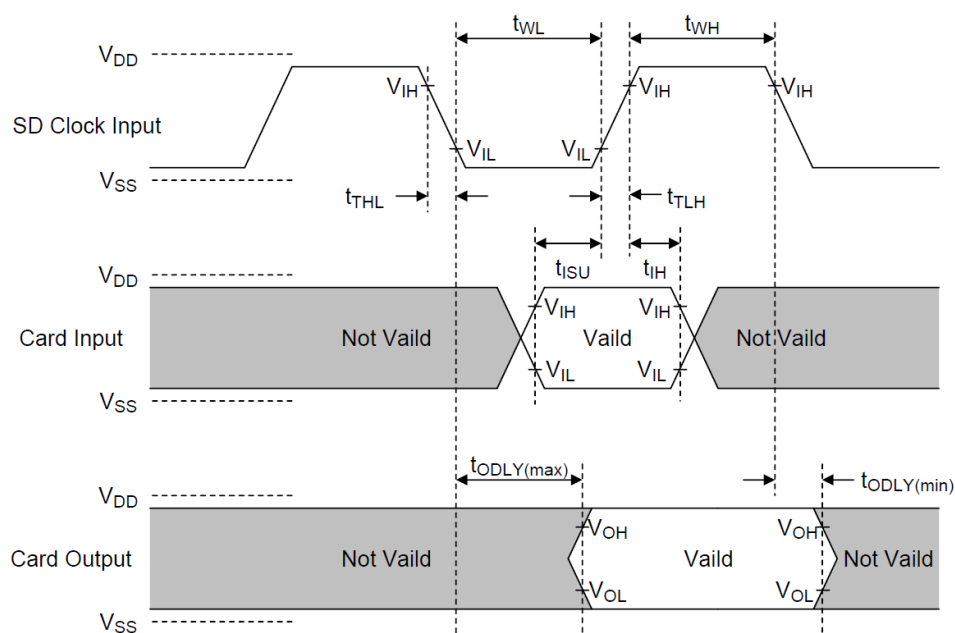 tWL
tWH
VDD
VIH
VIH
VIH
SD Clock Input
VIL
VIL
VSS
tTHL
tTLH
VDD
tISU
tIH
VIH
VIH
Card Input
Not Vaild
Vaild
Not Vaild
VIL
VIL
VSS
tODLY(max)
tODLY(min)
VDD
VOH
VOH
Card Output
Not Vaild
Vaild
Not Vaild
VOL
VOL
VSS